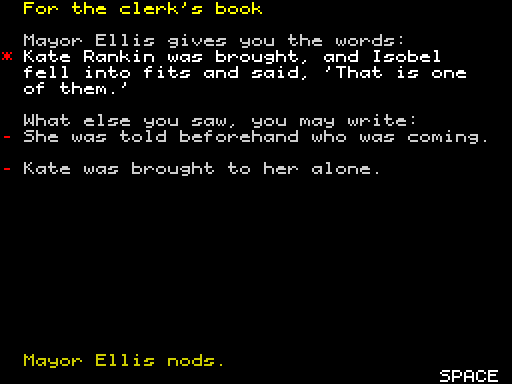 For the clerk's book
Mayor Ellis gives you the words:
* Kate Rankin was brought, and Isobel
fell into fits and said, 'That is one
of them.'
What else you saw, you may write:
- She was told beforehand who was coming.
- Kate was brought to her alone.
Mayor Ellis nods.
SPACE